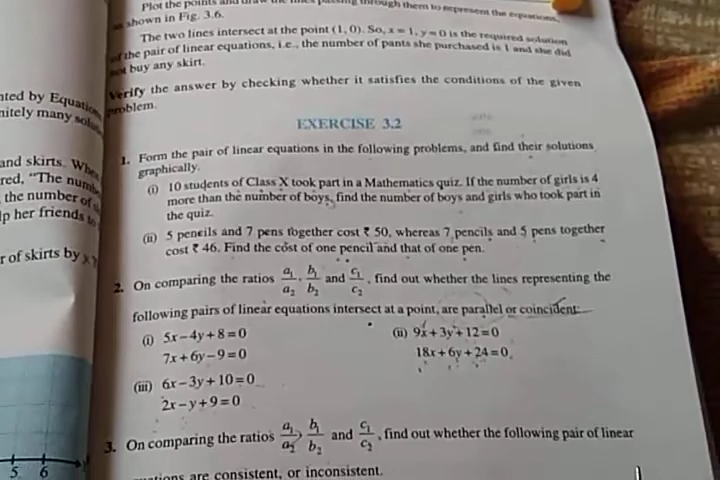 Plot the points and draw the lines passing through them to represent the equations,
as shown in Fig. 3.6.
The two lines intersect at the point (1, 0). So, x = 1, y = 0 is the required solution
of the pair of linear equations, i.e., the number of pants she purchased is 1 and she did
not buy any skirt.
Verify the answer by checking whether it satisfies the conditions of the given
problem.
EXERCISE 3.2
1. Form the pair of linear equations in the following problems, and find their solutions
graphically.
(i) 10 students of Class X took part in a Mathematics quiz. If the number of girls is 4
more than the number of boys, find the number of boys and girls who took part in
the quiz.
(ii) 5 pencils and 7 pens together cost ₹ 50, whereas 7 pencils and 5 pens together
cost ₹ 46. Find the cost of one pencil and that of one pen.
2. On comparing the ratios a₁/a₂, b₁/b₂ and c₁/c₂, find out whether the lines representing the
following pairs of linear equations intersect at a point, are parallel or coincident:
(i) 5x – 4y + 8 = 0
7x + 6y – 9 = 0
(ii) 9x + 3y + 12 = 0
18x + 6y + 24 = 0
(iii) 6x – 3y + 10 = 0
2x – y + 9 = 0
3. On comparing the ratios a₁/a₂, b₁/b₂ and c₁/c₂, find out whether the following pair of linear
are consistent, or inconsistent.
by Equation
many
and skirts.
red, "The
the number of
her friends
r of skirts by
5 6